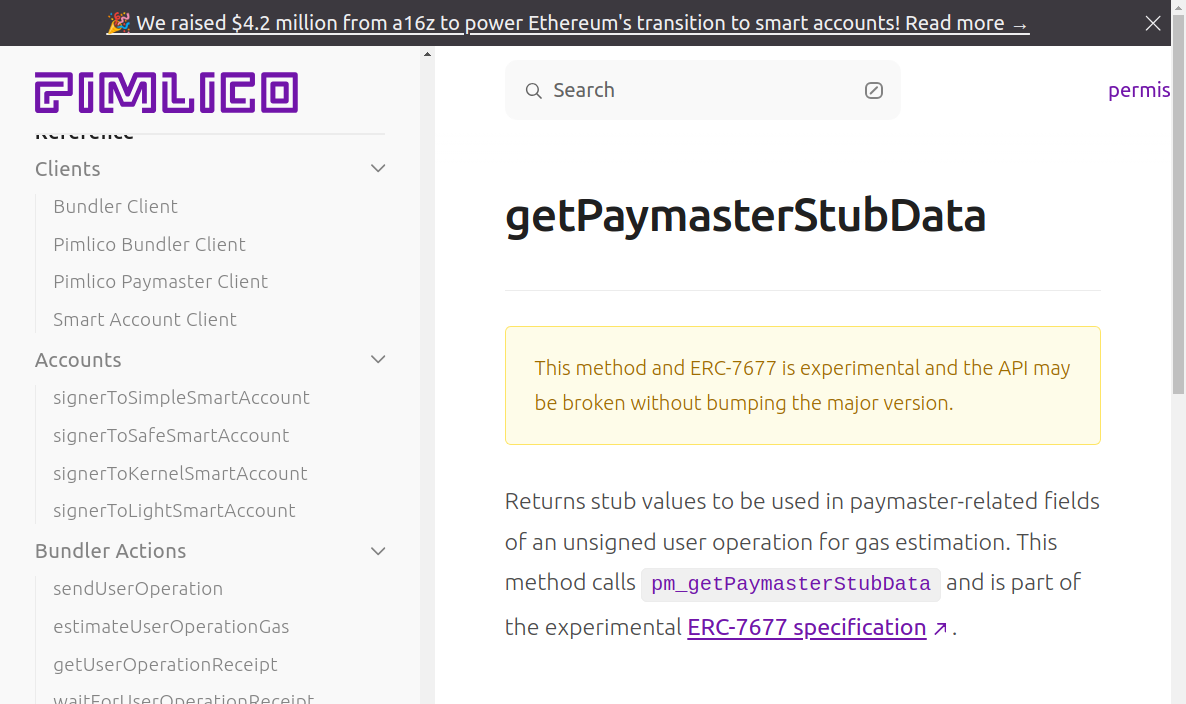 🎉 We raised $4.2 million from a16z to power Ethereum's transition to smart accounts! Read more →
PIMLICO
Reference
Clients
Bundler Client
Pimlico Bundler Client
Pimlico Paymaster Client
Smart Account Client
Accounts
signerToSimpleSmartAccount
signerToSafeSmartAccount
signerToKernelSmartAccount
signerToLightSmartAccount
Bundler Actions
sendUserOperation
estimateUserOperationGas
getUserOperationReceipt
waitForUserOperationReceipt
Search
permis
getPaymasterStubData
This method and ERC-7677 is experimental and the API may
be broken without bumping the major version.
Returns stub values to be used in paymaster-related fields
of an unsigned user operation for gas estimation. This
method calls pm_getPaymasterStubData and is part of
the experimental ERC-7677 specification ↗.